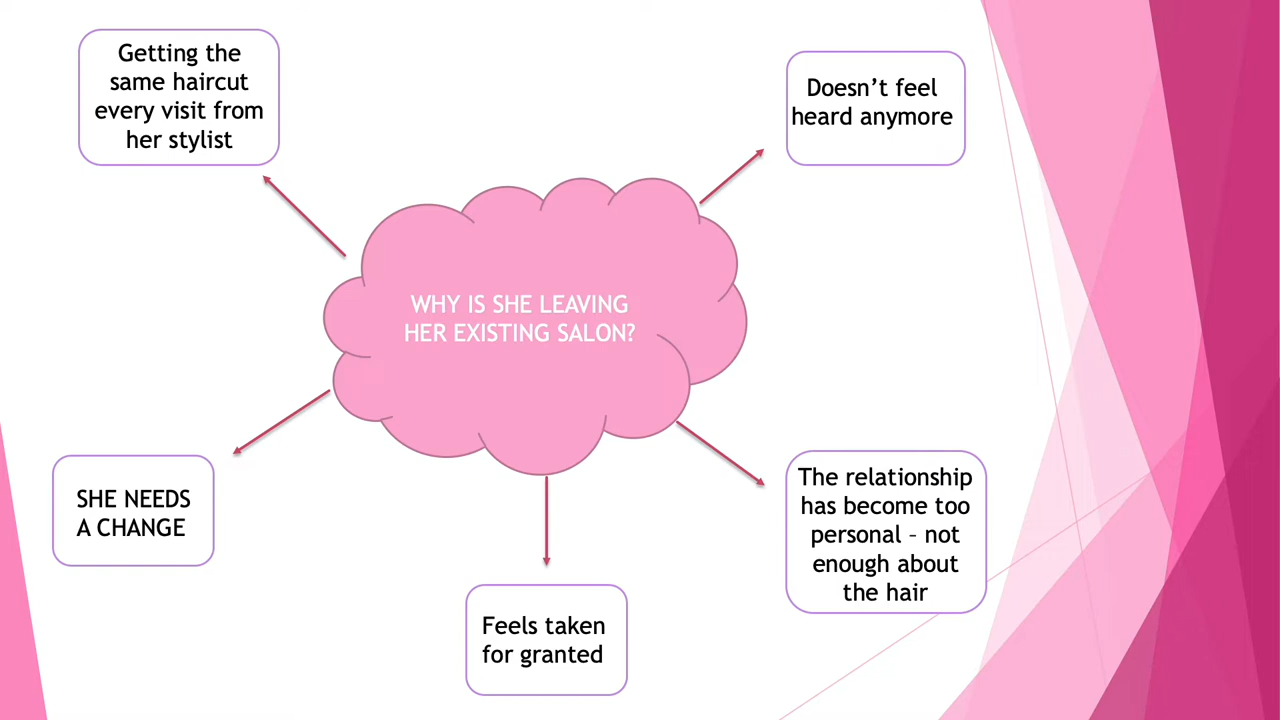 Getting the
same haircut
every visit from
her stylist
Doesn’t feel
heard anymore
WHY IS SHE LEAVING
HER EXISTING SALON?
SHE NEEDS
A CHANGE
The relationship
has become too
personal – not
enough about
the hair
Feels taken
for granted